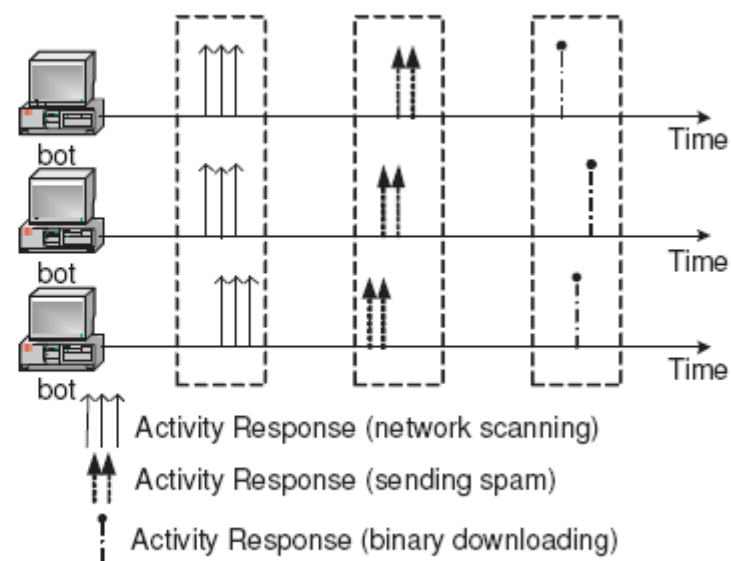 Time
bot
Time
bot
Time
bot
Activity Response (network scanning)
Activity Response (sending spam)
Activity Response (binary downloading)